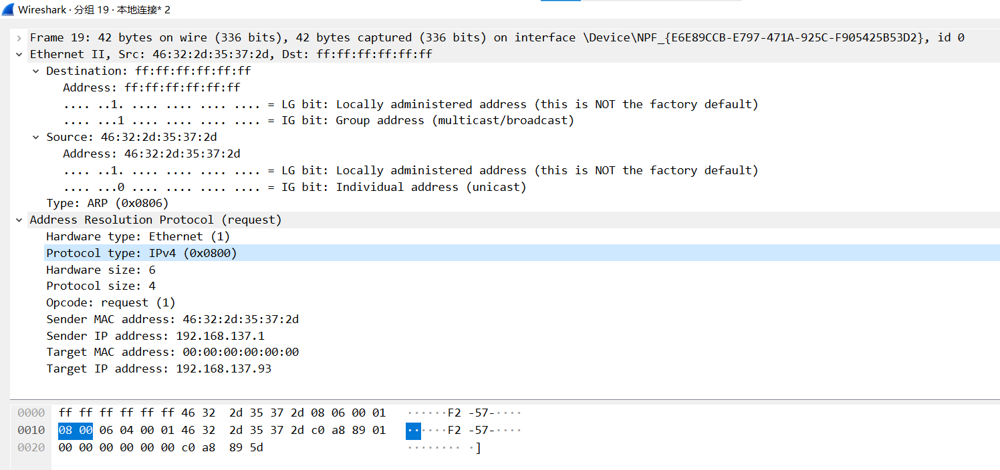 Wireshark · 分组 19 · 本地连接* 2
Frame 19: 42 bytes on wire (336 bits), 42 bytes captured (336 bits) on interface \Device\NPF_{E6E89CCB-E797-471A-925C-F905425B53D2}, id 0
Ethernet II, Src: 46:32:2d:35:37:2d, Dst: ff:ff:ff:ff:ff:ff
Destination: ff:ff:ff:ff:ff:ff
Address: ff:ff:ff:ff:ff:ff
.... ..1. .... .... .... .... = LG bit: Locally administered address (this is NOT the factory default)
.... ...1 .... .... .... .... = IG bit: Group address (multicast/broadcast)
Source: 46:32:2d:35:37:2d
Address: 46:32:2d:35:37:2d
.... ..1. .... .... .... .... = LG bit: Locally administered address (this is NOT the factory default)
.... ...0 .... .... .... .... = IG bit: Individual address (unicast)
Type: ARP (0x0806)
Address Resolution Protocol (request)
Hardware type: Ethernet (1)
Protocol type: IPv4 (0x0800)
Hardware size: 6
Protocol size: 4
Opcode: request (1)
Sender MAC address: 46:32:2d:35:37:2d
Sender IP address: 192.168.137.1
Target MAC address: 00:00:00:00:00:00
Target IP address: 192.168.137.93
0000 ff ff ff ff ff ff 46 32 2d 35 37 2d 08 06 00 01 ······F2 -57-····
0010 08 00 06 04 00 01 46 32 2d 35 37 2d c0 a8 89 01 ······F2 -57-····
0020 00 00 00 00 00 00 c0 a8 89 5d ········ ·]